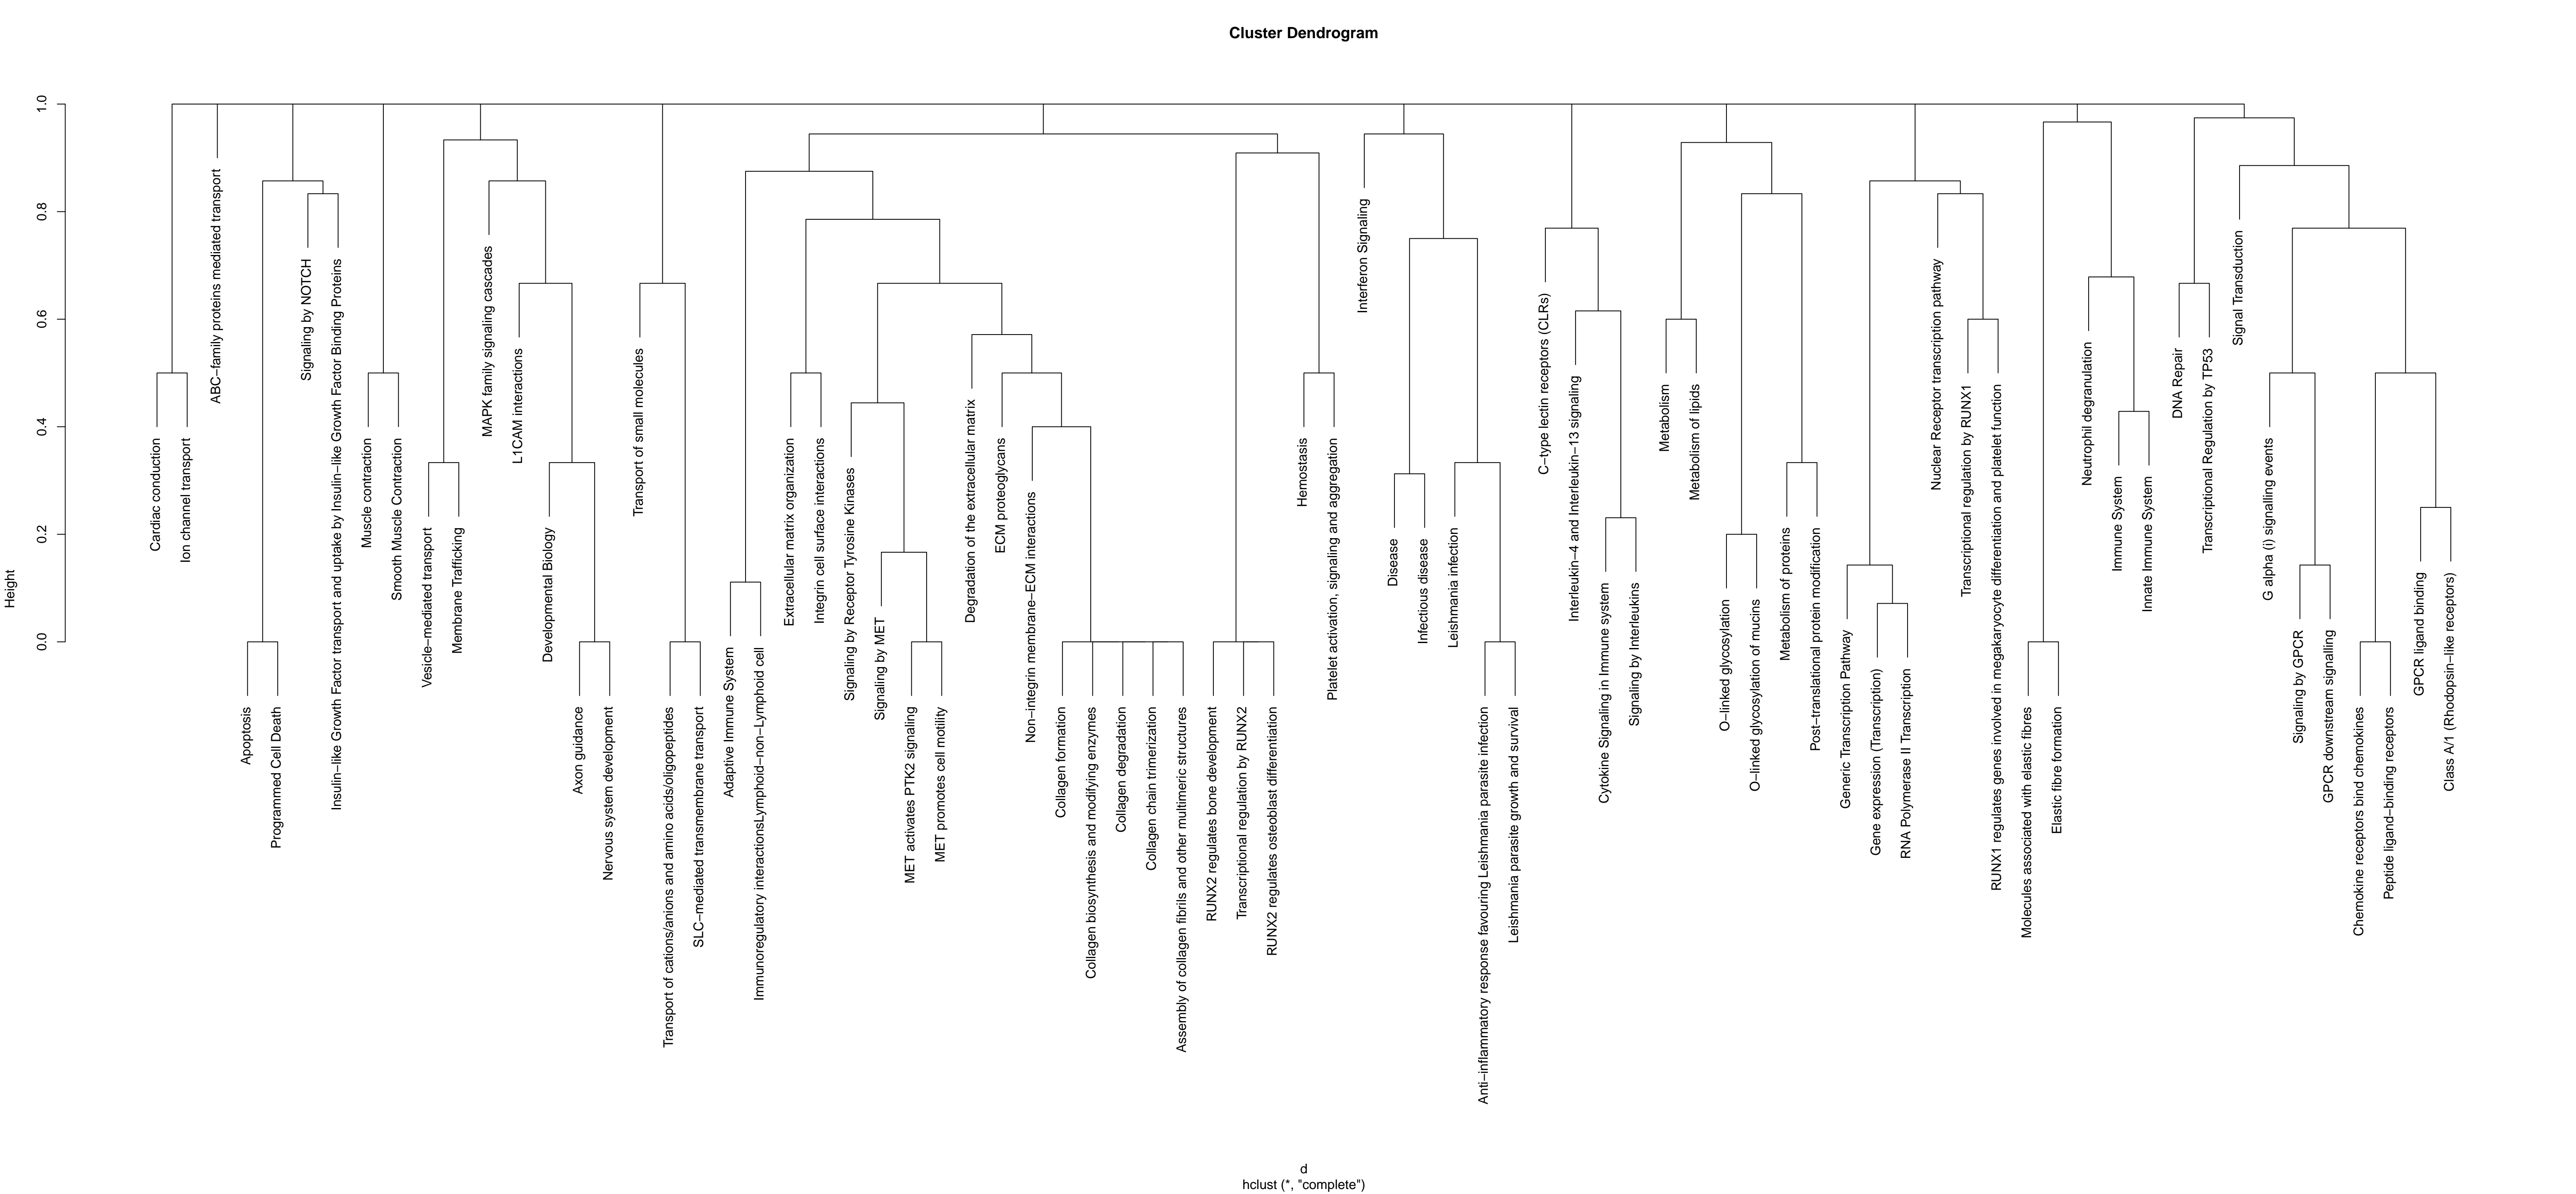 Cluster Dendrogram
Height
1.0
0.8
0.6
0.4
0.2
0.0
Cardiac conduction
Ion channel transport
ABC−family proteins mediated transport
Apoptosis
Programmed Cell Death
Signaling by NOTCH
Insulin−like Growth Factor transport and uptake by Insulin−like Growth Factor Binding Proteins
Muscle contraction
Smooth Muscle Contraction
Vesicle−mediated transport
Membrane Trafficking
MAPK family signaling cascades
L1CAM interactions
Developmental Biology
Axon guidance
Nervous system development
Transport of small molecules
Transport of cations/anions and amino acids/oligopeptides
SLC−mediated transmembrane transport
Adaptive Immune System
Immunoregulatory interactionsLymphoid−non−Lymphoid cell
Extracellular matrix organization
Integrin cell surface interactions
Signaling by Receptor Tyrosine Kinases
Signaling by MET
MET activates PTK2 signaling
MET promotes cell motility
Degradation of the extracellular matrix
ECM proteoglycans
Non−integrin membrane−ECM interactions
Collagen formation
Collagen biosynthesis and modifying enzymes
Collagen degradation
Collagen chain trimerization
Assembly of collagen fibrils and other multimeric structures
RUNX2 regulates bone development
Transcriptional regulation by RUNX2
RUNX2 regulates osteoblast differentiation
Hemostasis
Platelet activation, signaling and aggregation
Interferon Signaling
Disease
Infectious disease
Leishmania infection
Anti−inflammatory response favouring Leishmania parasite infection
Leishmania parasite growth and survival
C−type lectin receptors (CLRs)
Interleukin−4 and Interleukin−13 signaling
Cytokine Signaling in Immune system
Signaling by Interleukins
Metabolism
Metabolism of lipids
O−linked glycosylation
O−linked glycosylation of mucins
Metabolism of proteins
Post−translational protein modification
Generic Transcription Pathway
Gene expression (Transcription)
RNA Polymerase II Transcription
Nuclear Receptor transcription pathway
Transcriptional regulation by RUNX1
RUNX1 regulates genes involved in megakaryocyte differentiation and platelet function
Molecules associated with elastic fibres
Elastic fibre formation
Neutrophil degranulation
Immune System
Innate Immune System
DNA Repair
Transcriptional Regulation by TP53
Signal Transduction
G alpha (i) signalling events
Signaling by GPCR
GPCR downstream signalling
Chemokine receptors bind chemokines
Peptide ligand−binding receptors
GPCR ligand binding
Class A/1 (Rhodopsin−like receptors)
d
hclust (*, "complete")